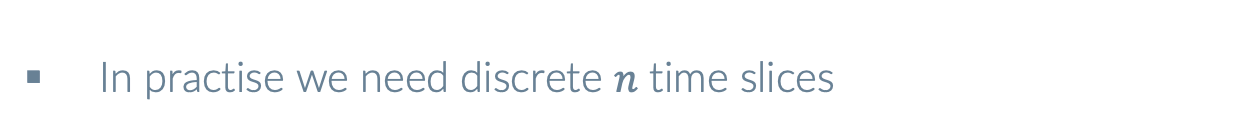 ▪ In practise we need discrete n time slices